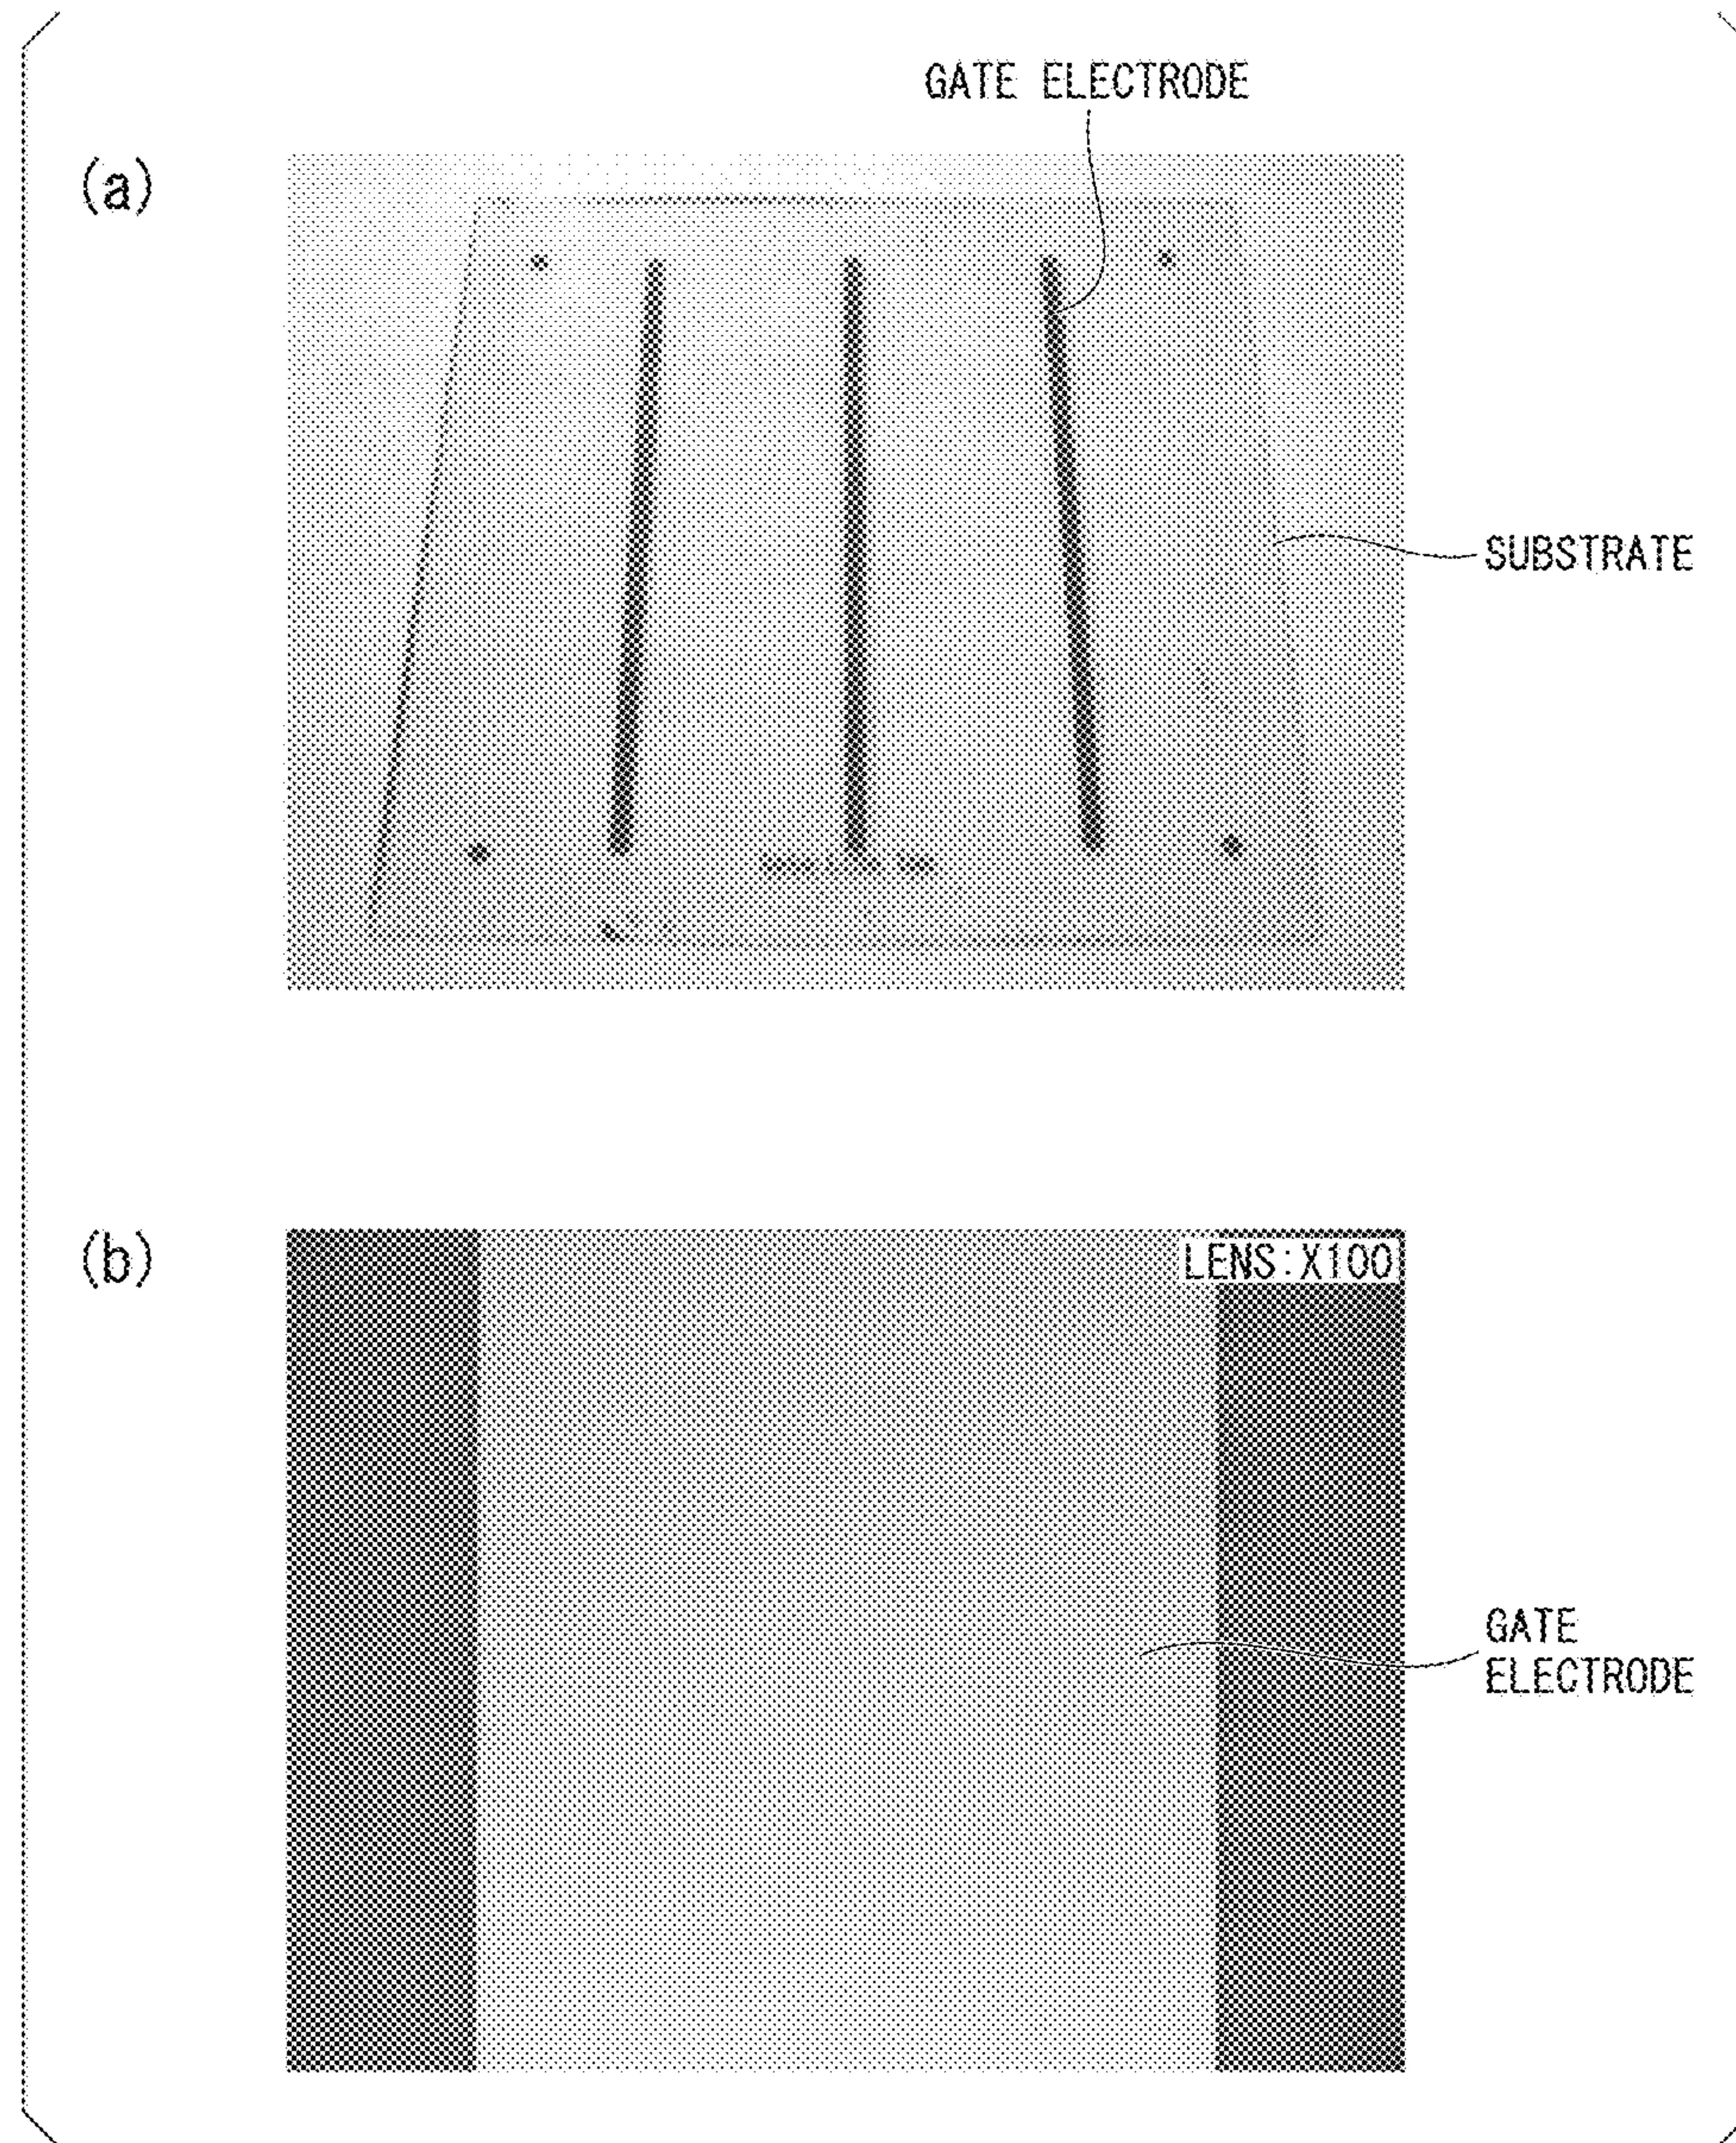 GATE ELECTRODE
(a)
SUBSTRATE
(b)
LENS:X100
GATE
ELECTRODE